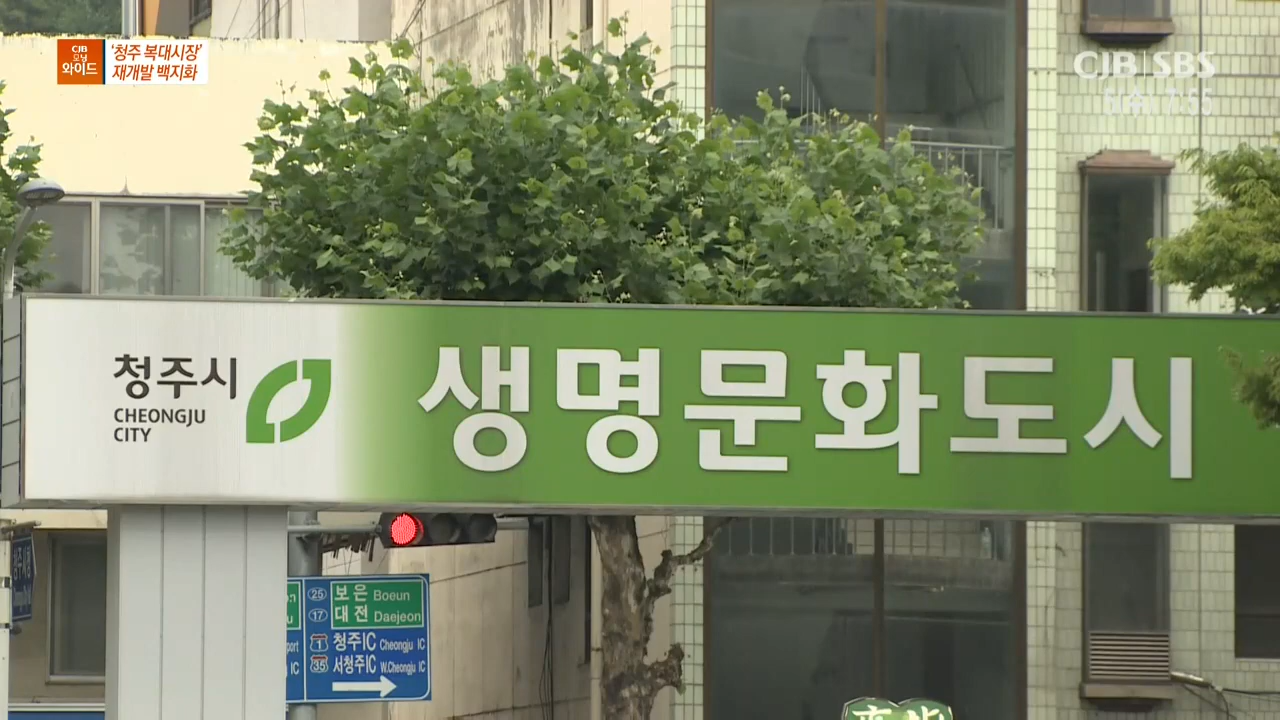 CJB
모닝
와이드
'청주 복대시장'
재개발 백지화
CJB SBS
청주시
CHEONGJU
CITY
생명문화도시
25 보은 Boeun
17 대전 Daejeon
1 청주IC Cheongju IC
35 서청주IC W.Cheongju IC